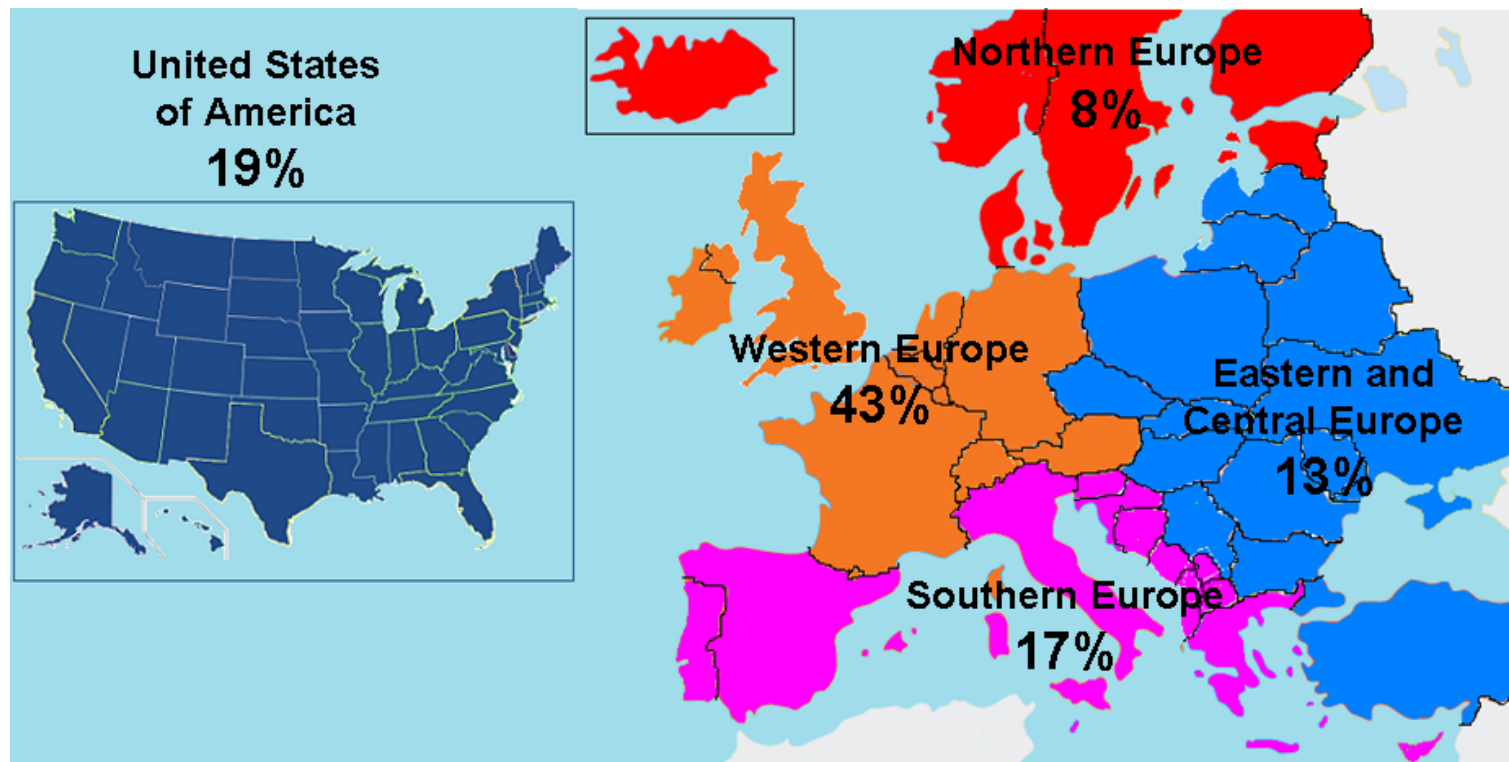 United States
of America
19%
Northern Europe
8%
Western Europe
43%
Eastern and
Central Europe
13%
Southern Europe
17%